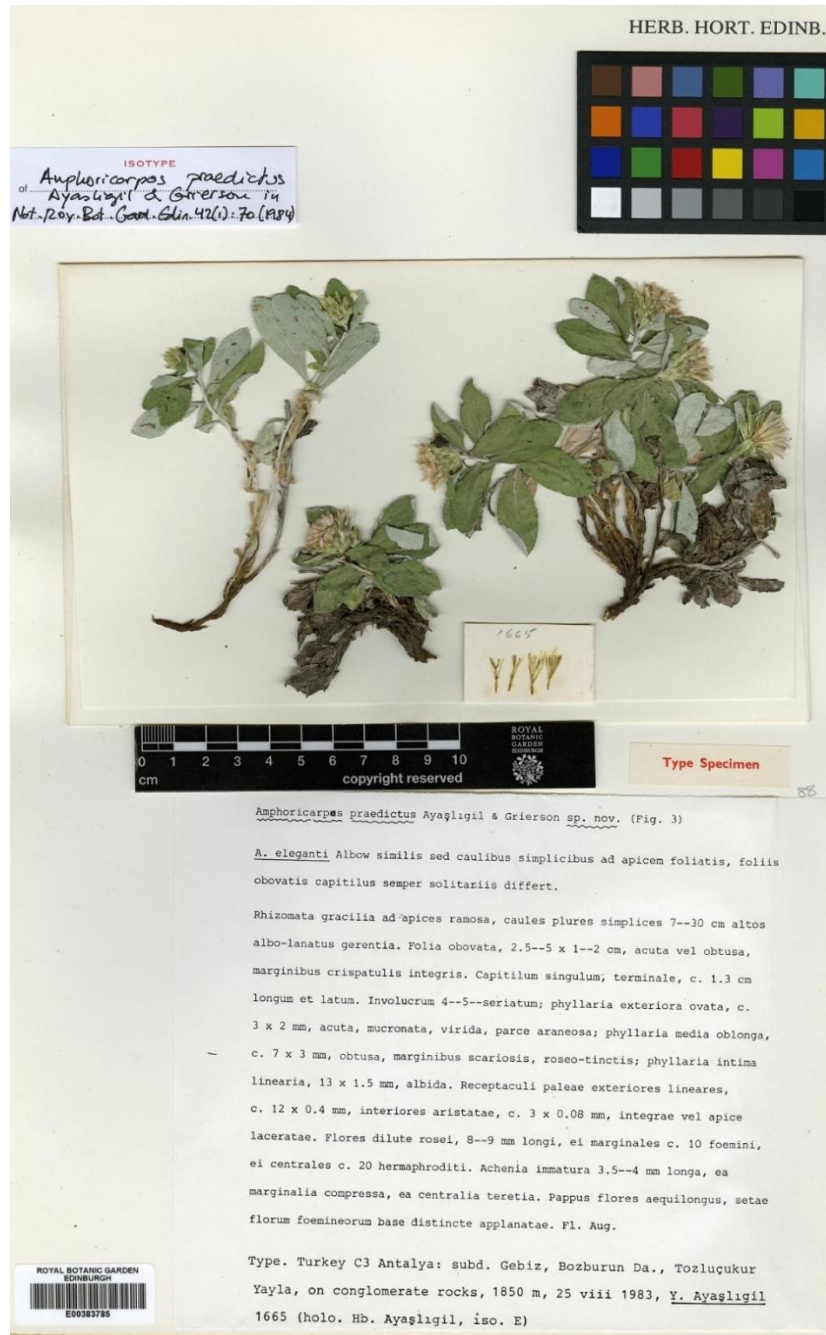 HERB. HORT. EDINB.
ISOTYPE
of Amphoricarpos praedictus
Ayaşlıgil & Grierson in
Not. Roy. Bot. Gard. Edin. 42(1): 70 (1984)
1665
0 1 2 3 4 5 6 7 8 9 10
cm copyright reserved
ROYAL
BOTANIC
GARDEN
EDINBURGH
Type Specimen
88
Amphoricarpos praedictus Ayaşlıgil & Grierson sp. nov. (Fig. 3)
A. eleganti Albow similis sed caulibus simplicibus ad apicem foliatis, foliis
obovatis capitilus semper solitariis differt.
Rhizomata gracilia ad apices ramosa, caules plures simplices 7--30 cm altos
albo-lanatus gerentia. Folia obovata, 2.5--5 x 1--2 cm, acuta vel obtusa,
marginibus crispatulis integris. Capitilum singulum, terminale, c. 1.3 cm
longum et latum. Involucrum 4--5--seriatum; phyllaria exteriora ovata, c.
3 x 2 mm, acuta, mucronata, virida, parce araneosa; phyllaria media oblonga,
c. 7 x 3 mm, obtusa, marginibus scariosis, roseo-tinctis; phyllaria intima
linearia, 13 x 1.5 mm, albida. Receptaculi paleae exteriores lineares,
c. 12 x 0.4 mm, interiores aristatae, c. 3 x 0.08 mm, integrae vel apice
laceratae. Flores dilute rosei, 8--9 mm longi, ei marginales c. 10 foemini,
ei centrales c. 20 hermaphroditi. Achenia immatura 3.5--4 mm longa, ea
marginalia compressa, ea centralia teretia. Pappus flores aequilongus, setae
florum foemineorum base distincte applanatae. Fl. Aug.
Type. Turkey C3 Antalya: subd. Gebiz, Bozburun Da., Tozluçukur
Yayla, on conglomerate rocks, 1850 m, 25 viii 1983, Y. Ayaşlıgil
1665 (holo. Hb. Ayaşlıgil, iso. E)
ROYAL BOTANIC GARDEN
EDINBURGH
E00383785